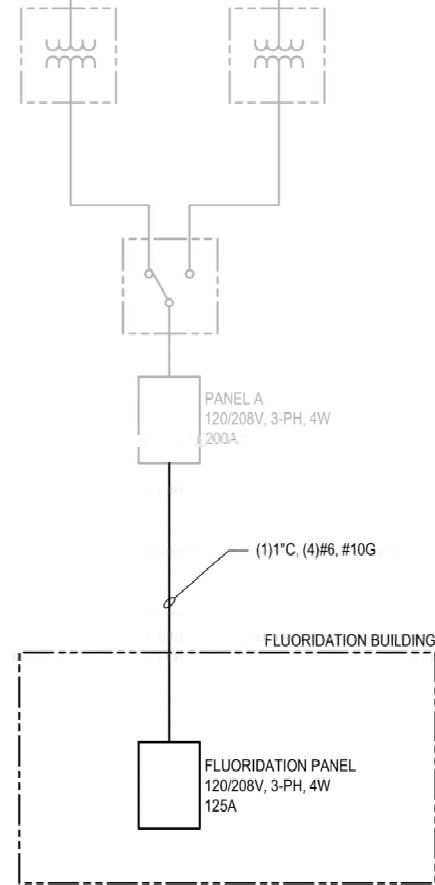 PANEL A
120/208V, 3-PH, 4W
200A
(1)1"C, (4)#6, #10G
FLUORIDATION BUILDING
FLUORIDATION PANEL
120/208V, 3-PH, 4W
125A